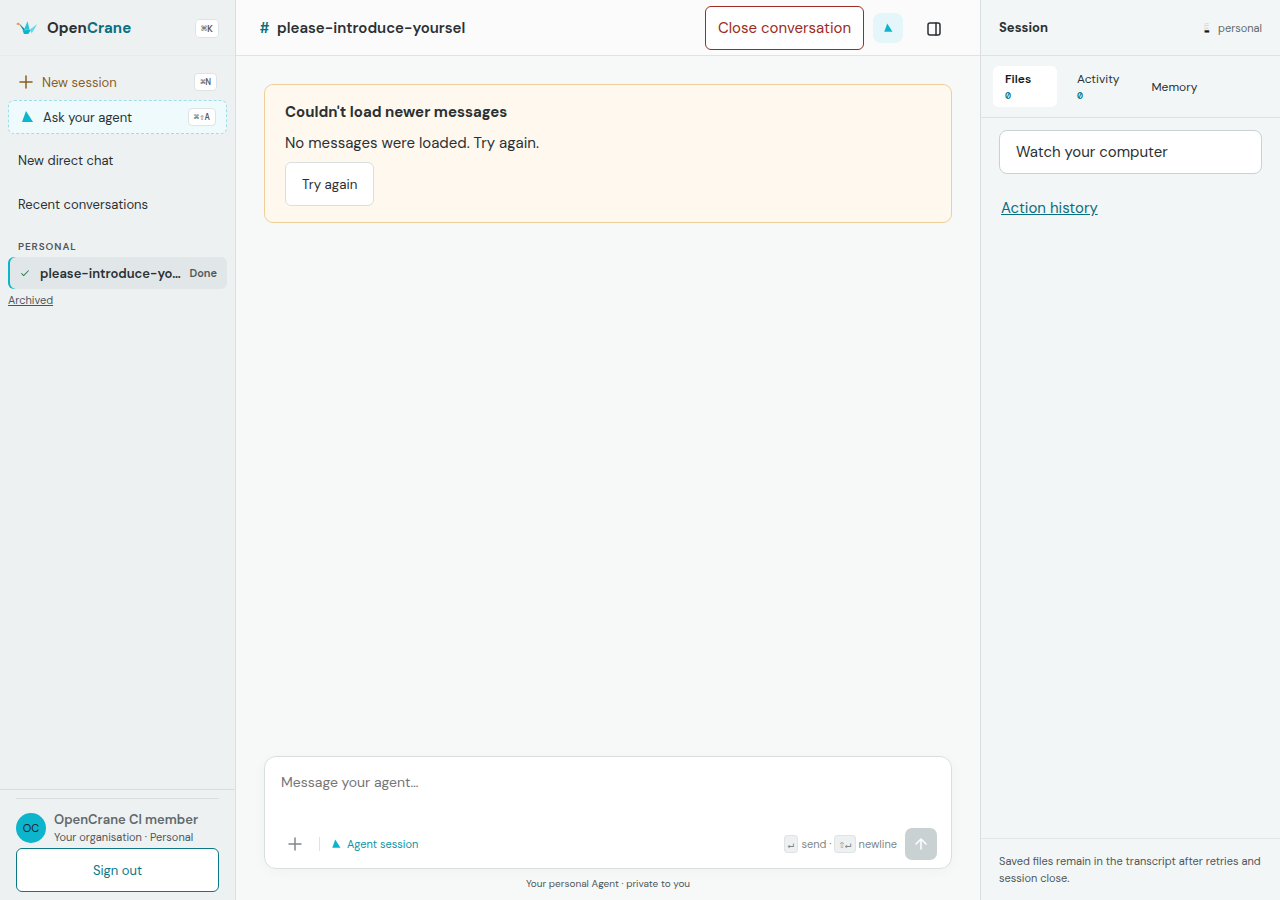 OpenCrane
⌘K
New session
⌘N
Ask your agent
⌘⇧A
New direct chat
Recent conversations
PERSONAL
please-introduce-yo…
Done
Archived
OC
OpenCrane CI member
Your organisation · Personal
Sign out
# please-introduce-yoursel
Close conversation
Couldn't load newer messages
No messages were loaded. Try again.
Try again
Message your agent…
Agent session
↵ send · ⇧↵ newline
Your personal Agent · private to you
Session
personal
Files
0
Activity
0
Memory
Watch your computer
Action history
Saved files remain in the transcript after retries and
session close.